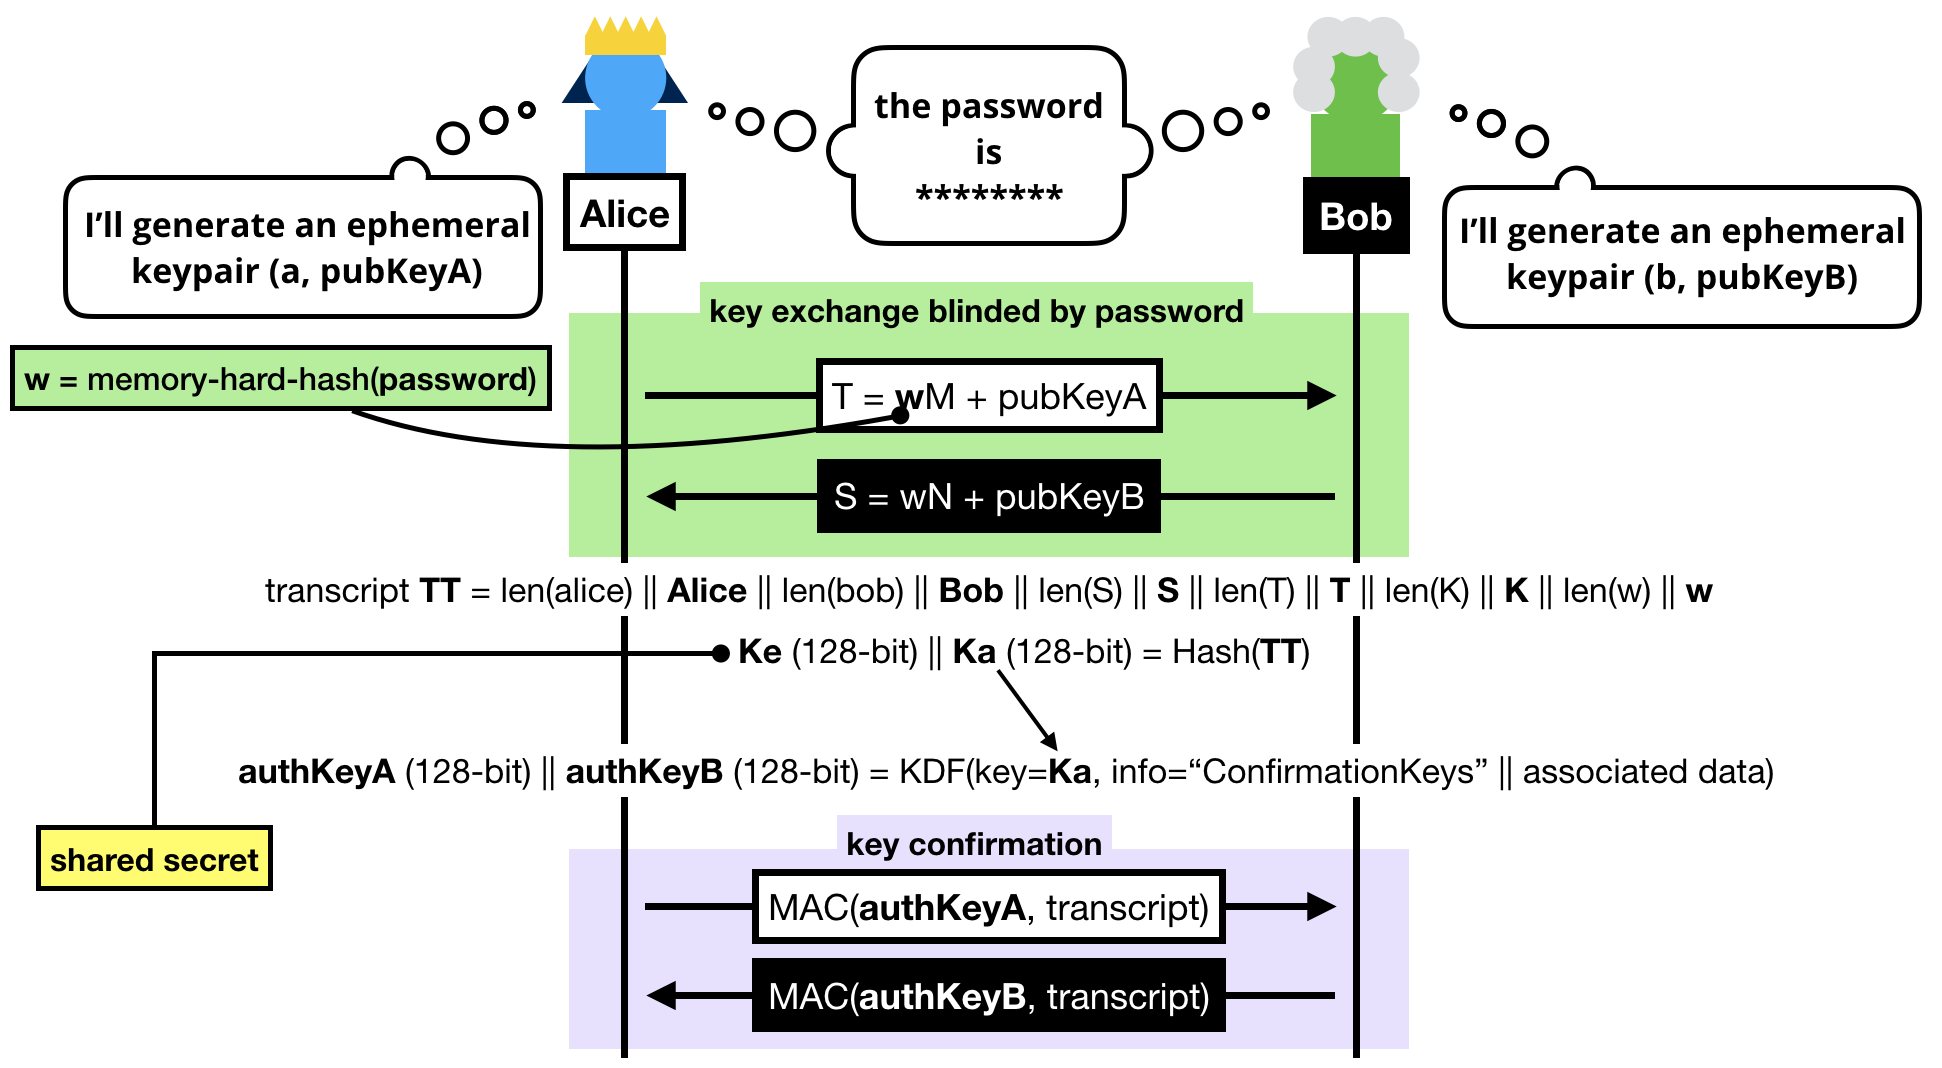 the password
is
********
Alice
Bob
I’ll generate an ephemeral
keypair (a, pubKeyA)
I’ll generate an ephemeral
keypair (b, pubKeyB)
key exchange blinded by password
w = memory-hard-hash(password)
T = wM + pubKeyA
S = wN + pubKeyB
transcript TT = len(alice) || Alice || len(bob) || Bob || len(S) || S || len(T) || T || len(K) || K || len(w) || w
Ke (128-bit) || Ka (128-bit) = Hash(TT)
authKeyA (128-bit) || authKeyB (128-bit) = KDF(key=Ka, info=“ConfirmationKeys” || associated data)
shared secret
key confirmation
MAC(authKeyA, transcript)
MAC(authKeyB, transcript)